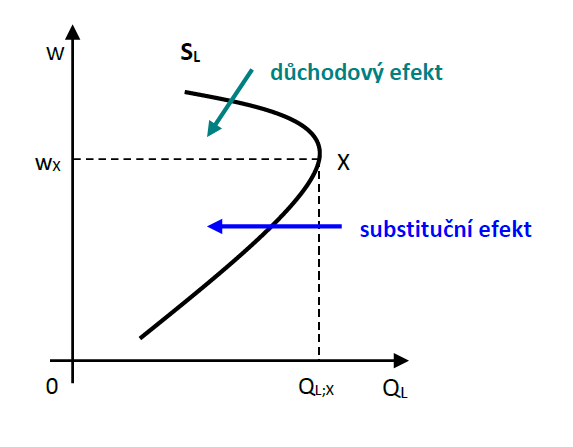 w
SL
důchodový efekt
wX
X
substituční efekt
0
QL;X
QL